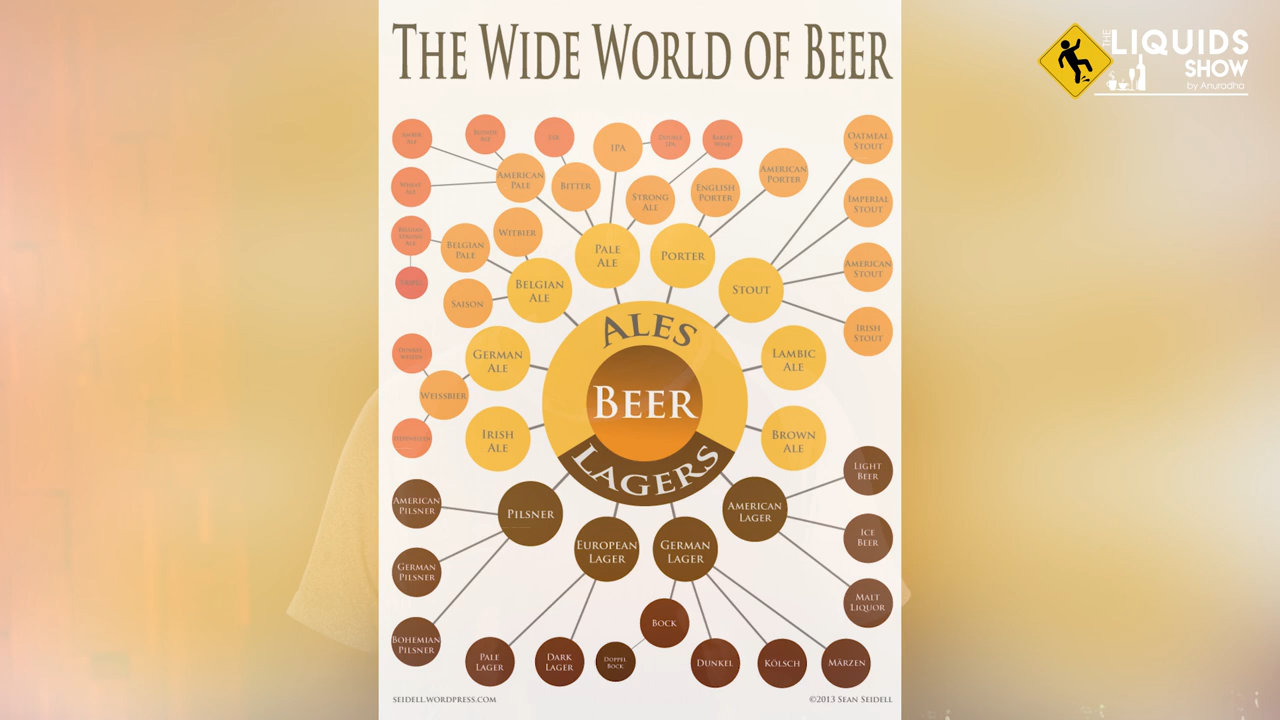 THE WIDE WORLD OF BEER
THE
LIQUIDS
SHOW
by Anuradha
AMBER
ALE
BLONDE
ALE
ESB
IPA
DOUBLE
IPA
BARLEY
WINE
OATMEAL
STOUT
AMERICAN
PALE
BITTER
STRONG
ALE
ENGLISH
PORTER
AMERICAN
PORTER
WHEAT
ALE
IMPERIAL
STOUT
BELGIAN
STRONG
ALE
BELGIAN
PALE
WITBIER
PALE
ALE
PORTER
AMERICAN
STOUT
SAISON
BELGIAN
ALE
STOUT
IRISH
STOUT
ALES
WEISSBIER
GERMAN
ALE
LAMBIC
ALE
BEER
IRISH
ALE
BROWN
ALE
LAGERS
LIGHT
BEER
AMERICAN
PILSNER
PILSNER
AMERICAN
LAGER
ICE
BEER
EUROPEAN
LAGER
GERMAN
LAGER
GERMAN
PILSNER
MALT
LIQUOR
BOCK
BOHEMIAN
PILSNER
PALE
LAGER
DARK
LAGER
DOPPEL
BOCK
DUNKEL
KÖLSCH
MÄRZEN
SEIDELL.WORDPRESS.COM
©2013 SEAN SEIDELL